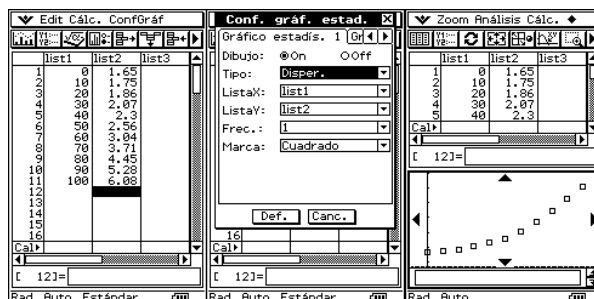 Edit Cálc. ConfGráf
list1 list2 list3
1 0 1.65
2 10 1.75
3 20 1.86
4 30 2.07
5 40 2.3
6 50 2.56
7 60 3.04
8 70 3.71
9 80 4.45
10 90 5.28
11 100 6.08
12
13
14
15
16
Cal
[ 12]=
Rad Auto Estándar
Conf. gráf. estad.
Gráfico estadís. 1 Gr
Dibujo: On Off
Tipo: Disper.
ListaX: list1
ListaY: list2
Frec.: 1
Marca: Cuadrado
Def. Canc.
16
Cal
[ 12]=
Rad Auto Estándar
Zoom Análisis Cálc.
list1 list2 list3
1 0 1.65
2 10 1.75
3 20 1.86
4 30 2.07
5 40 2.3
Cal
[ 12]=
Rad Auto